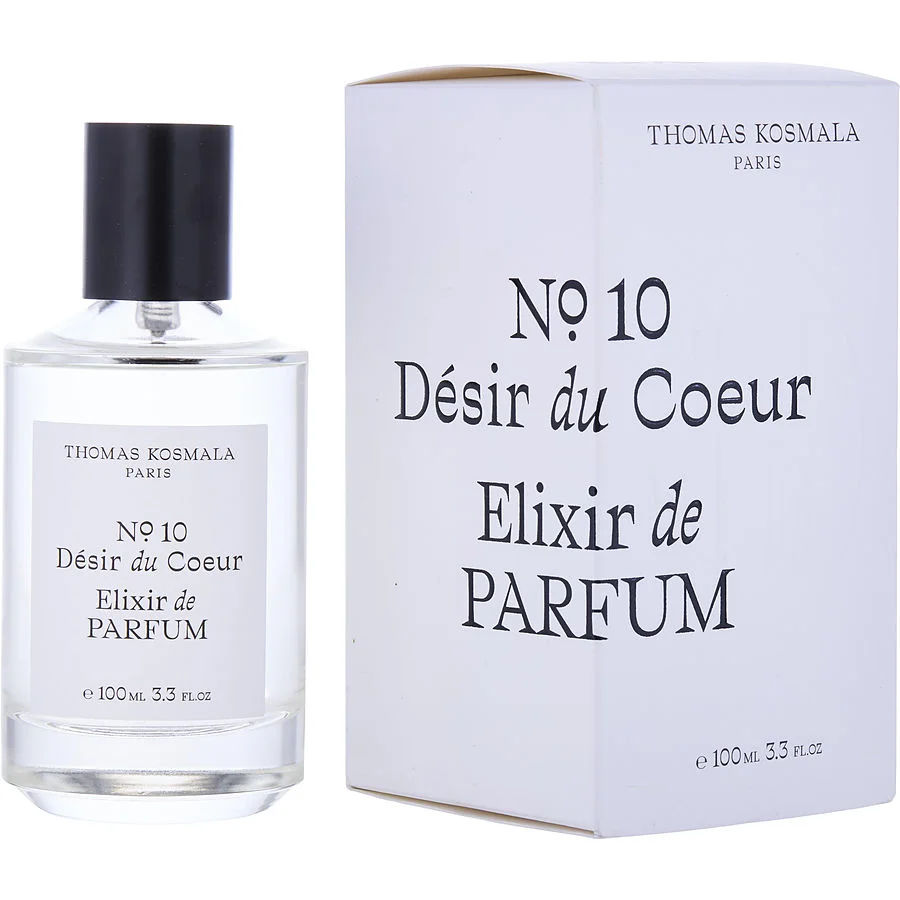 THOMAS KOSMALA
PARIS
Nº 10
Désir du Coeur
Elixir de
PARFUM
e 100ML 3.3 FL.OZ
THOMAS KOSMALA
PARIS
Nº 10
Désir du Coeur
Elixir de
PARFUM
e 100ML 3.3 FL.OZ